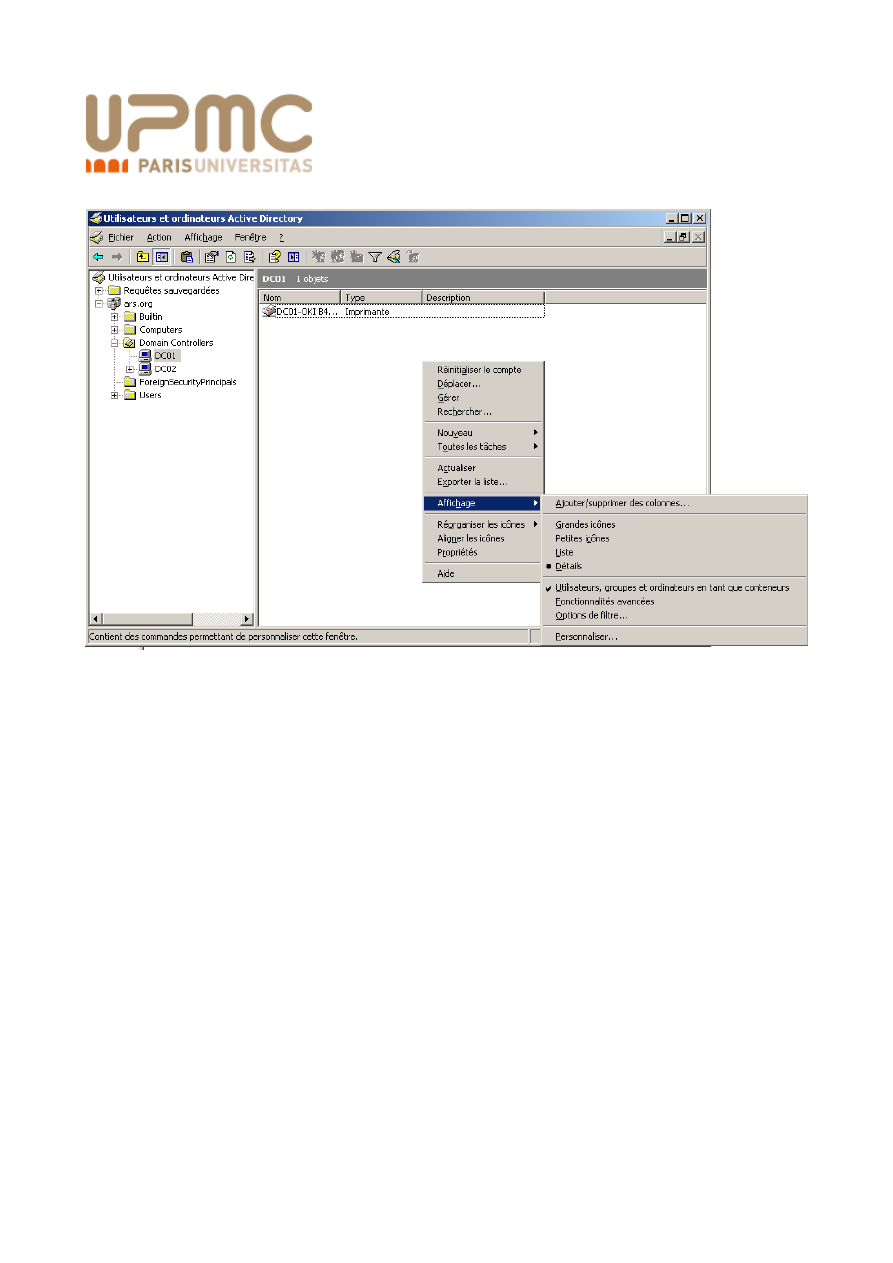 UPMC
PARISUNIVERSITAS
Utilisateurs et ordinateurs Active Directory
Fichier Action Affichage Fenêtre ?
Utilisateurs et ordinateurs Active Dire
Requêtes sauvegardées
ars.org
Builtin
Computers
Domain Controllers
DC01
DC02
ForeignSecurityPrincipals
Users
DC01 1 objets
Nom Type Description
DC01-OKI B4... Imprimante
Réinitialiser le compte
Déplacer...
Gérer
Rechercher...
Nouveau
Toutes les tâches
Actualiser
Exporter la liste...
Affichage
Réorganiser les icônes
Aligner les icônes
Propriétés
Aide
Ajouter/supprimer des colonnes...
Grandes icônes
Petites icônes
Liste
Détails
Utilisateurs, groupes et ordinateurs en tant que conteneurs
Fonctionnalités avancées
Options de filtre...
Personnaliser...
Contient des commandes permettant de personnaliser cette fenêtre.